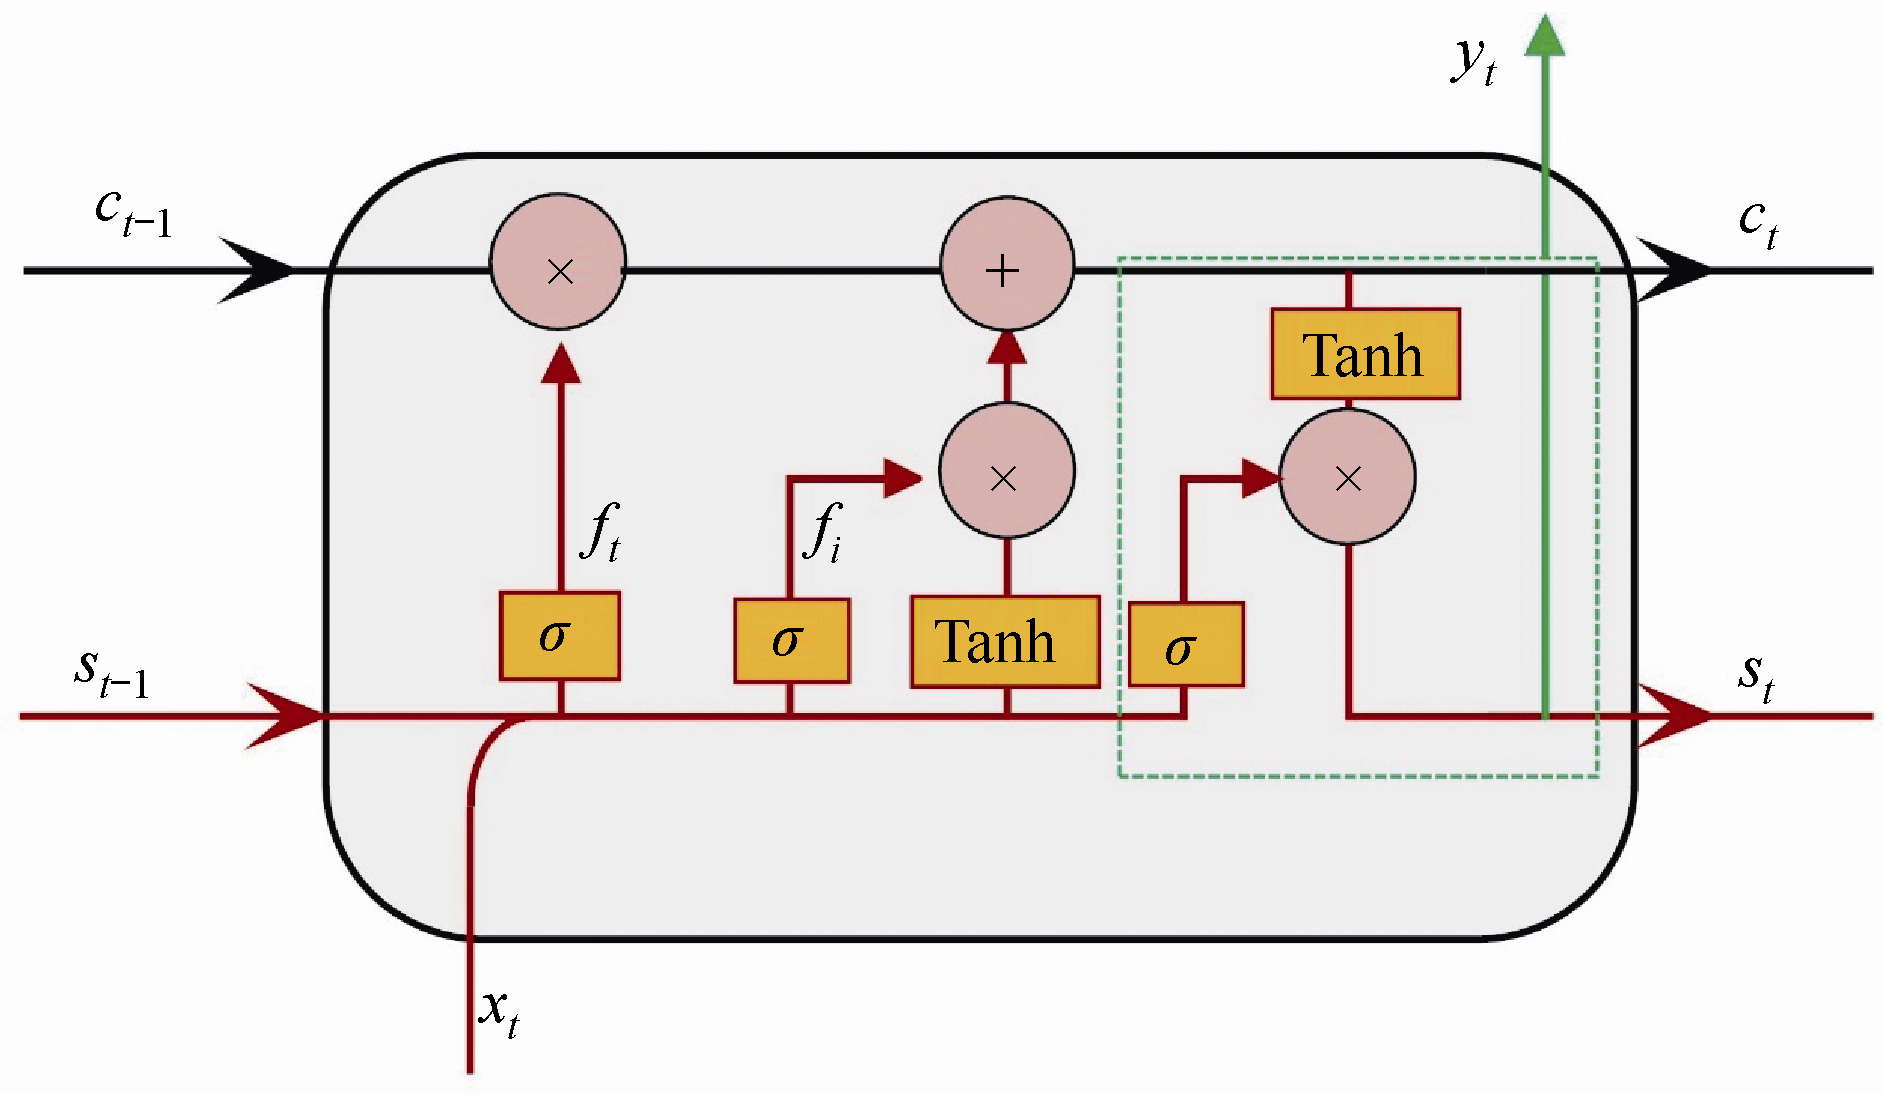 y_t
c_{t-1}
c_t
× +
Tanh
f_t f_i × ×
σ σ Tanh σ
s_{t-1}
s_t
x_t